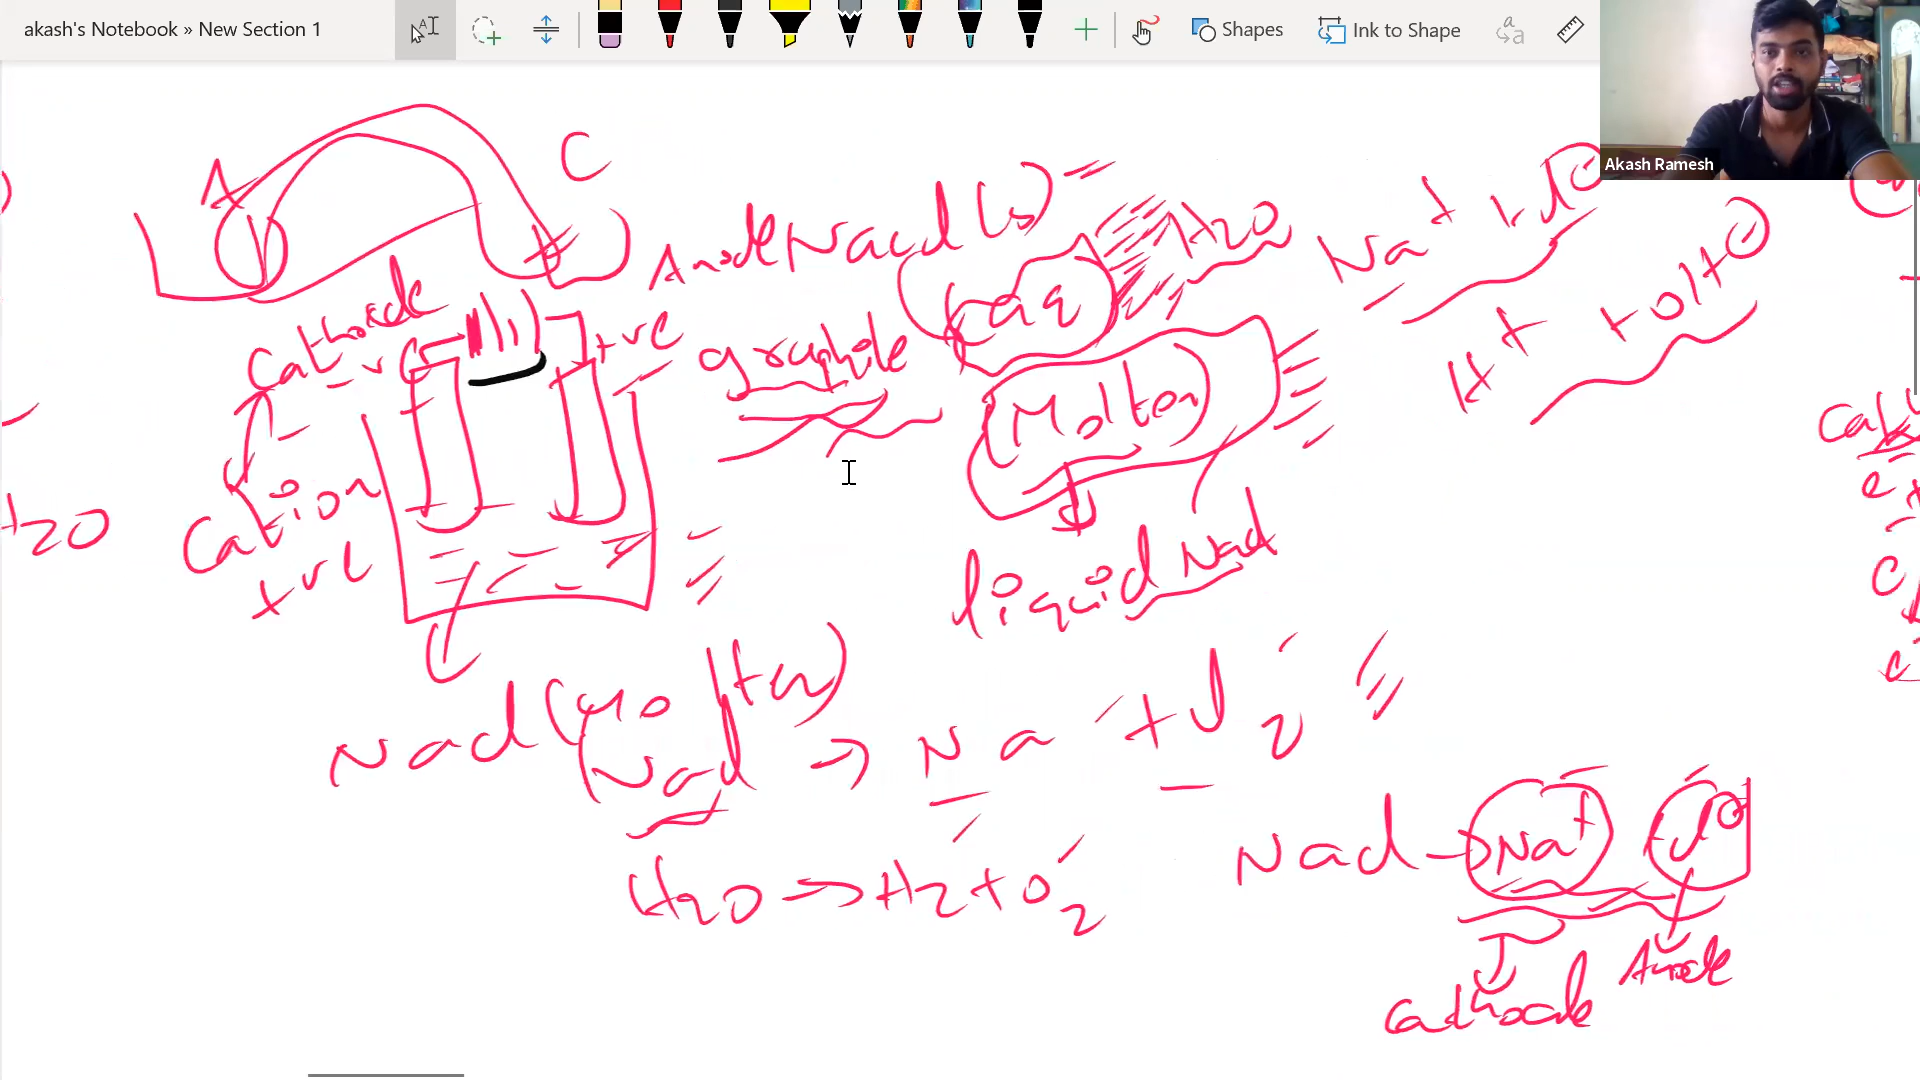 akash's Notebook » New Section 1
Shapes
Ink to Shape
Akash Ramesh
A
C
Anode
NaCl (s)
(aq)
H2O
Na+ + Cl-
H+ + OH-
Cathode
-ve
+ve
graphite
(Molten)
liquid NaCl
Cation
+ve
H2O
NaCl (molten)
NaCl → Na + Cl2
H2O → H2 + O2
NaCl → Na+ + Cl-
Cathode
Anode